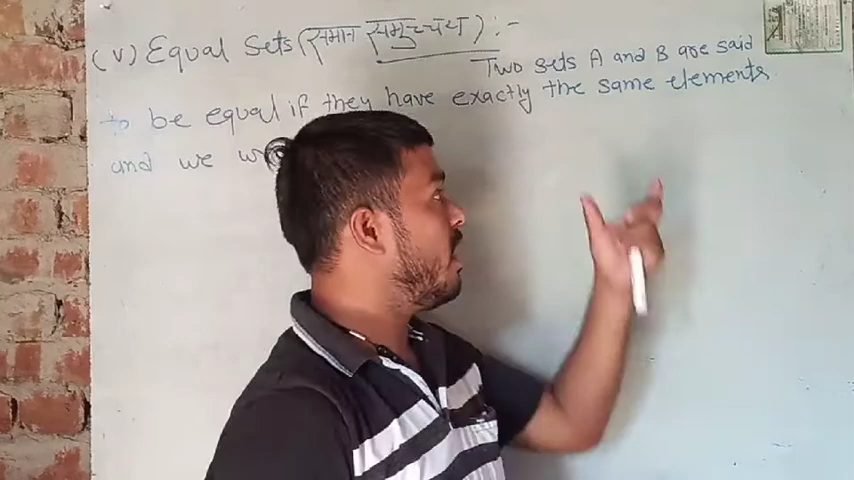 (v) Equal Sets (समान समुच्चय) :- Two Sets A and B are said
to be equal if they have exactly the same elements
and we